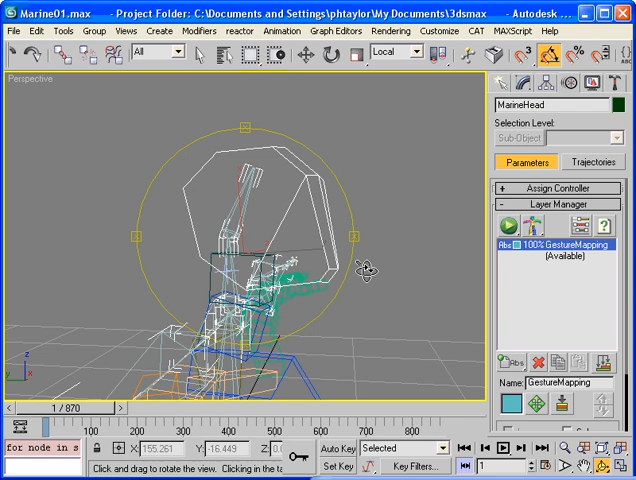 Marine01.max - Project Folder: C:\Documents and Settings\phtaylor\My Documents\3dsmax - Autodesk ...
File Edit Tools Group Views Create Modifiers reactor Animation Graph Editors Rendering Customize MAXScript Help
All Local
Perspective
MarineHead
Selection Level:
Sub-Object
Parameters Trajectories
+ Assign Controller
- Layer Manager
Abs 100% GestureMapping
(Available)
Abs
Name: GestureMapping
z
x
< 1 / 870 >
100 200 300 400 500 600 700 800
for node in s
X: 155.261 Y: -16.449 Z: 0.0
Auto Key Selected
Click and drag to rotate the view. Clicking in the ta
Set Key Key Filters... 1